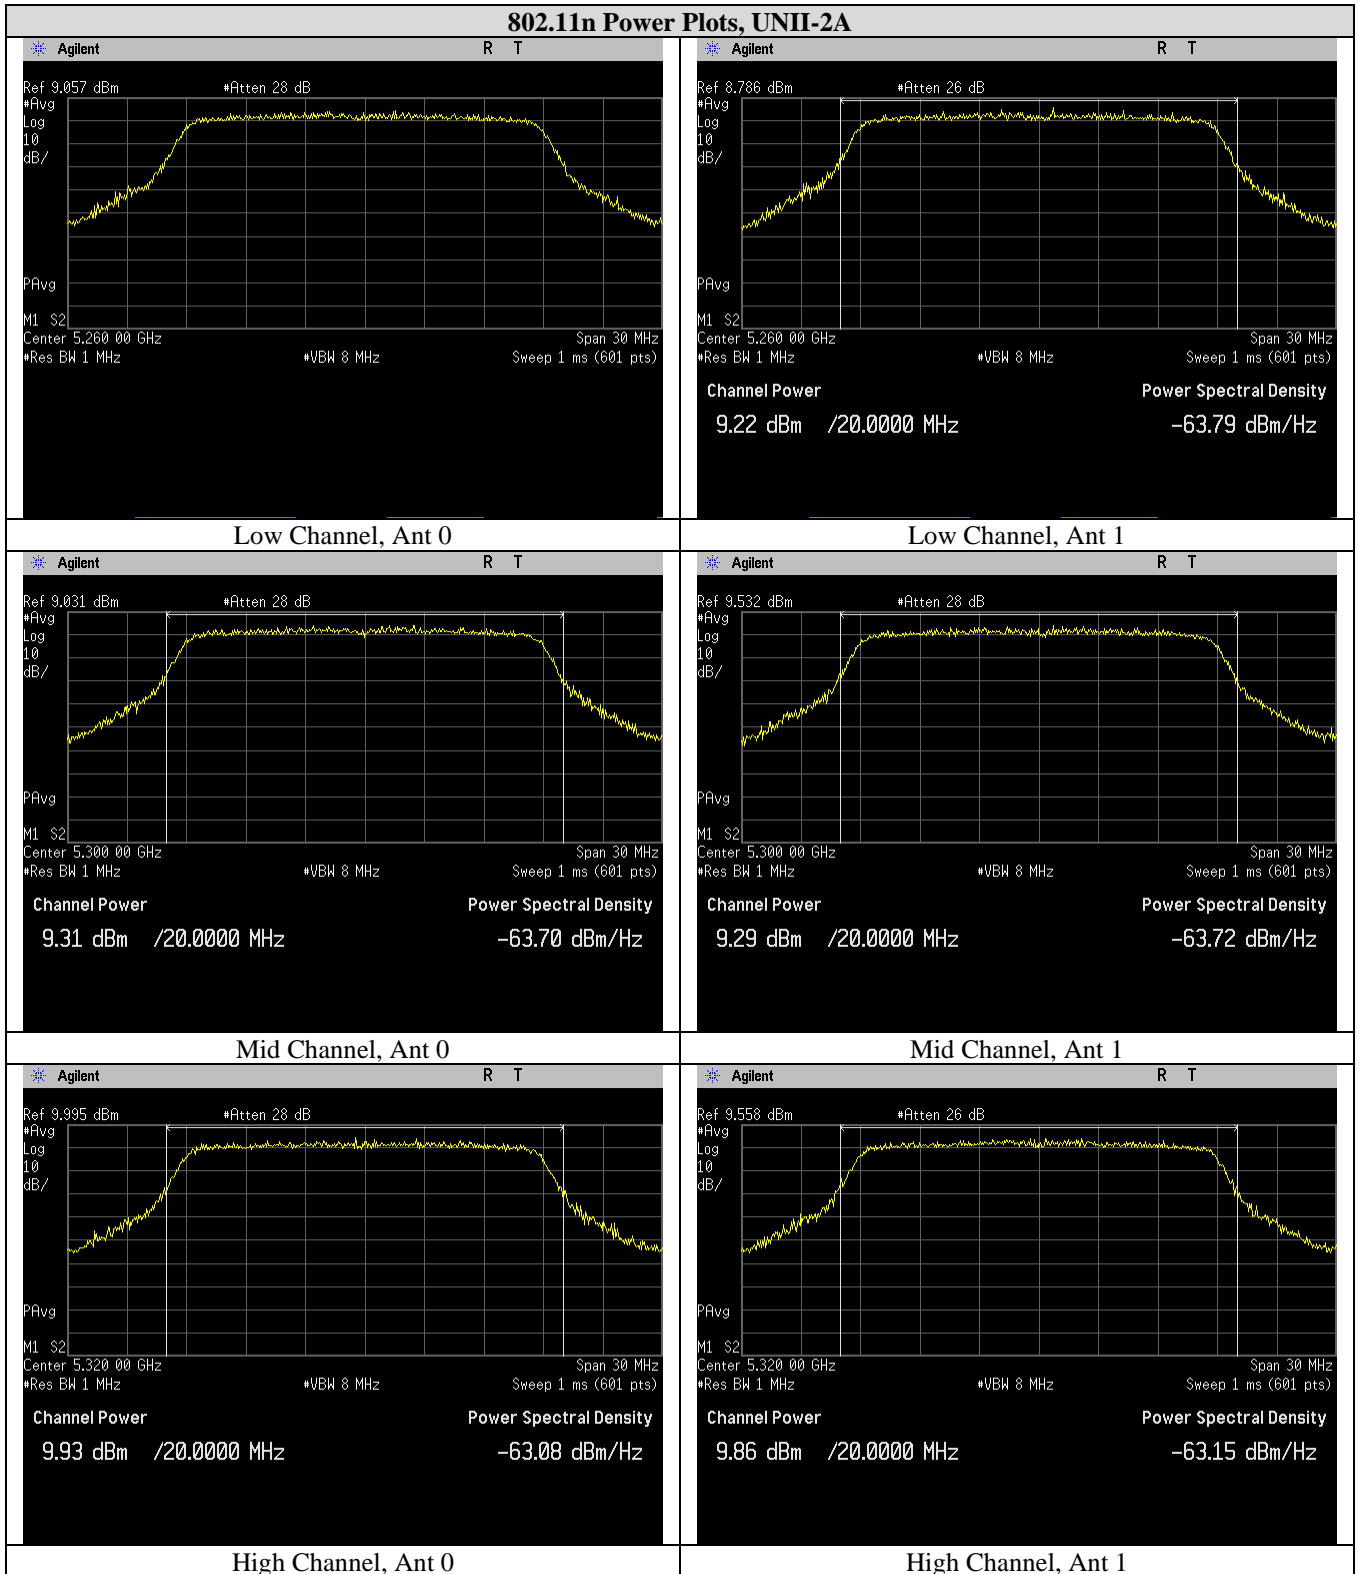 802.11n Power Plots, UNII-2A
Agilent R T
Ref 9.057 dBm #Atten 28 dB
#Avg
Log
10
dB/
PAvg
M1 S2
Center 5.260 00 GHz Span 30 MHz
#Res BW 1 MHz #VBW 8 MHz Sweep 1 ms (601 pts)
Low Channel, Ant 0
Agilent R T
Ref 8.786 dBm #Atten 26 dB
#Avg
Log
10
dB/
PAvg
M1 S2
Center 5.260 00 GHz Span 30 MHz
#Res BW 1 MHz #VBW 8 MHz Sweep 1 ms (601 pts)
Channel Power Power Spectral Density
9.22 dBm /20.0000 MHz -63.79 dBm/Hz
Low Channel, Ant 1
Agilent R T
Ref 9.031 dBm #Atten 28 dB
#Avg
Log
10
dB/
PAvg
M1 S2
Center 5.300 00 GHz Span 30 MHz
#Res BW 1 MHz #VBW 8 MHz Sweep 1 ms (601 pts)
Channel Power Power Spectral Density
9.31 dBm /20.0000 MHz -63.70 dBm/Hz
Mid Channel, Ant 0
Agilent R T
Ref 9.532 dBm #Atten 28 dB
#Avg
Log
10
dB/
PAvg
M1 S2
Center 5.300 00 GHz Span 30 MHz
#Res BW 1 MHz #VBW 8 MHz Sweep 1 ms (601 pts)
Channel Power Power Spectral Density
9.29 dBm /20.0000 MHz -63.72 dBm/Hz
Mid Channel, Ant 1
Agilent R T
Ref 9.995 dBm #Atten 28 dB
#Avg
Log
10
dB/
PAvg
M1 S2
Center 5.320 00 GHz Span 30 MHz
#Res BW 1 MHz #VBW 8 MHz Sweep 1 ms (601 pts)
Channel Power Power Spectral Density
9.93 dBm /20.0000 MHz -63.08 dBm/Hz
High Channel, Ant 0
Agilent R T
Ref 9.558 dBm #Atten 26 dB
#Avg
Log
10
dB/
PAvg
M1 S2
Center 5.320 00 GHz Span 30 MHz
#Res BW 1 MHz #VBW 8 MHz Sweep 1 ms (601 pts)
Channel Power Power Spectral Density
9.86 dBm /20.0000 MHz -63.15 dBm/Hz
High Channel, Ant 1